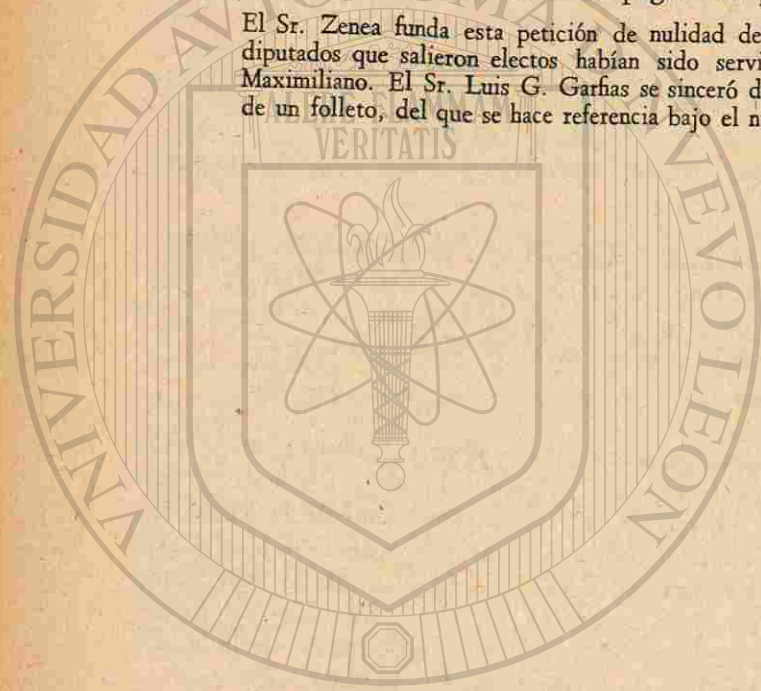 El Sr. Zenea funda esta petición de nulidad de
diputados que salieron electos habían sido servi
Maximiliano. El Sr. Luis G. Garfias se sinceró d
de un folleto, del que se hace referencia bajo el n
VERITATIS